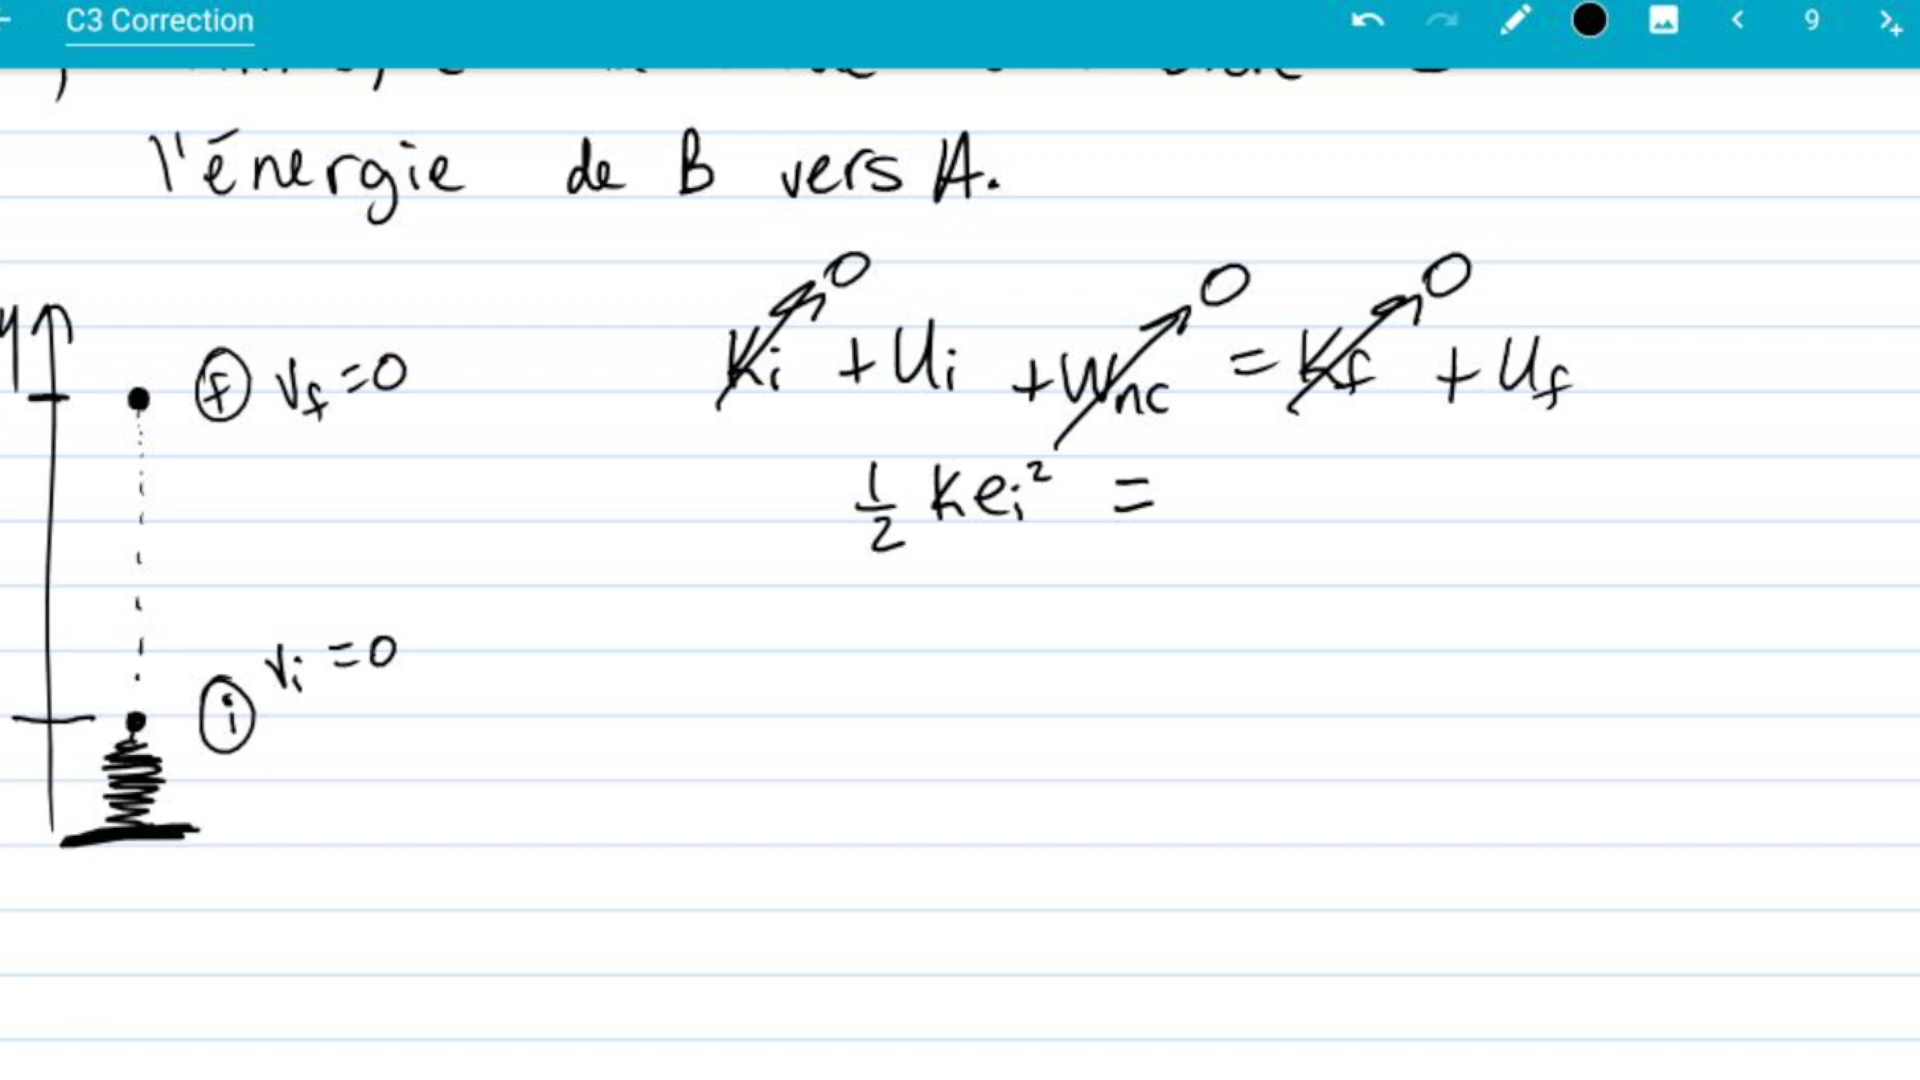 C3 Correction
9
l'énergie de B vers A.
y
0 0 0
Ki + Ui + Wnc = Kf + Uf
f vf = 0
1/2 Kei² =
vi = 0
i